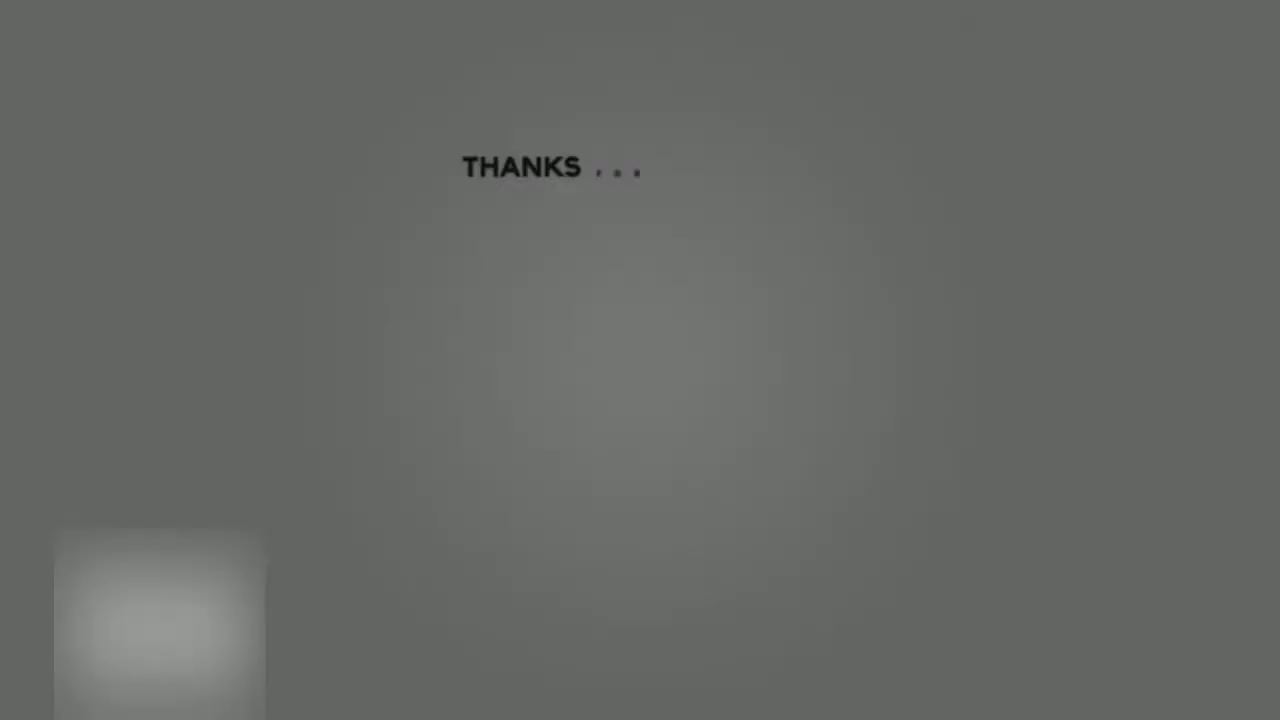 THANKS . . .